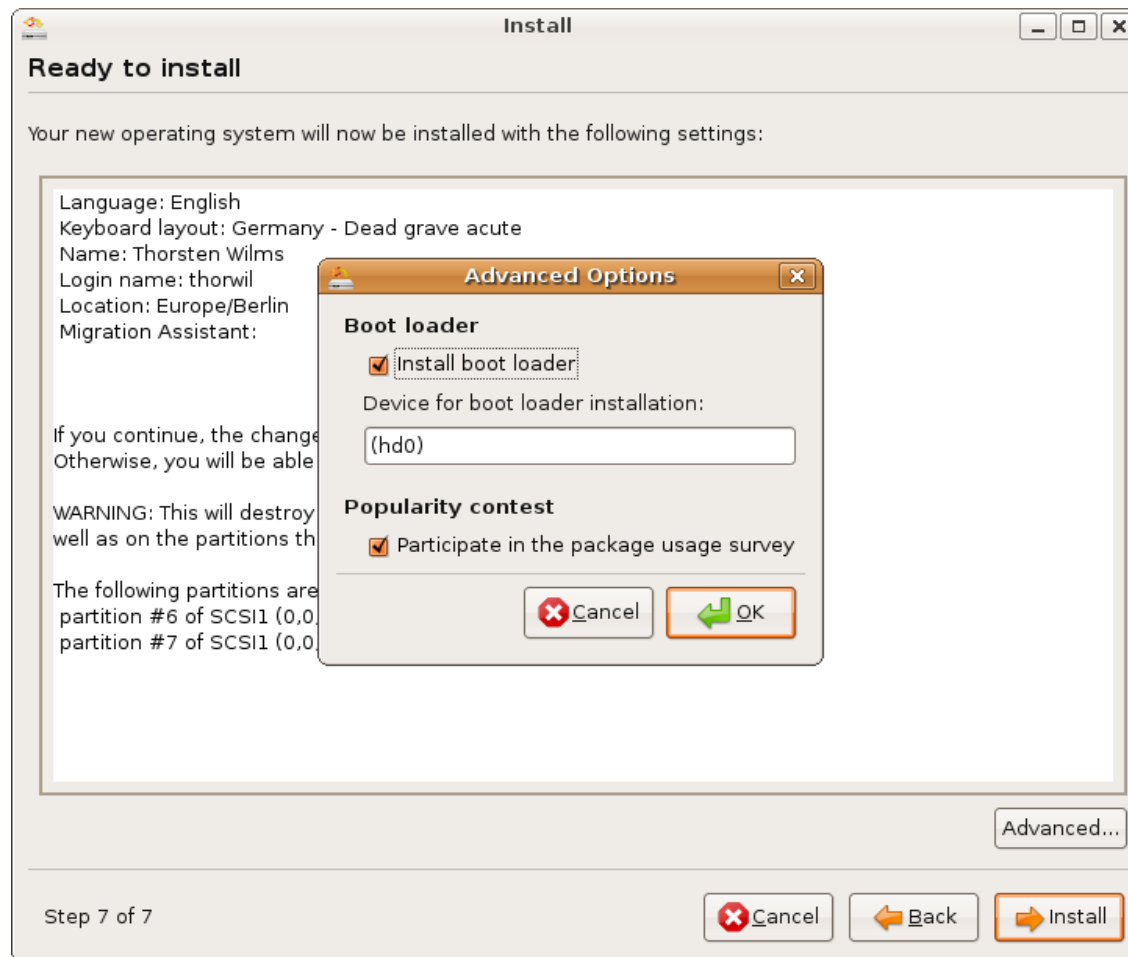 Install
Ready to install
Your new operating system will now be installed with the following settings:
Language: English
Keyboard layout: Germany - Dead grave acute
Name: Thorsten Wilms
Login name: thorwil
Location: Europe/Berlin
Migration Assistant:
If you continue, the change
Otherwise, you will be able
WARNING: This will destroy
well as on the partitions th
The following partitions are
partition #6 of SCSI1 (0,0,
partition #7 of SCSI1 (0,0,
Advanced Options
Boot loader
Install boot loader
Device for boot loader installation:
(hd0)
Popularity contest
Participate in the package usage survey
Cancel
OK
Advanced...
Step 7 of 7
Cancel
Back
Install